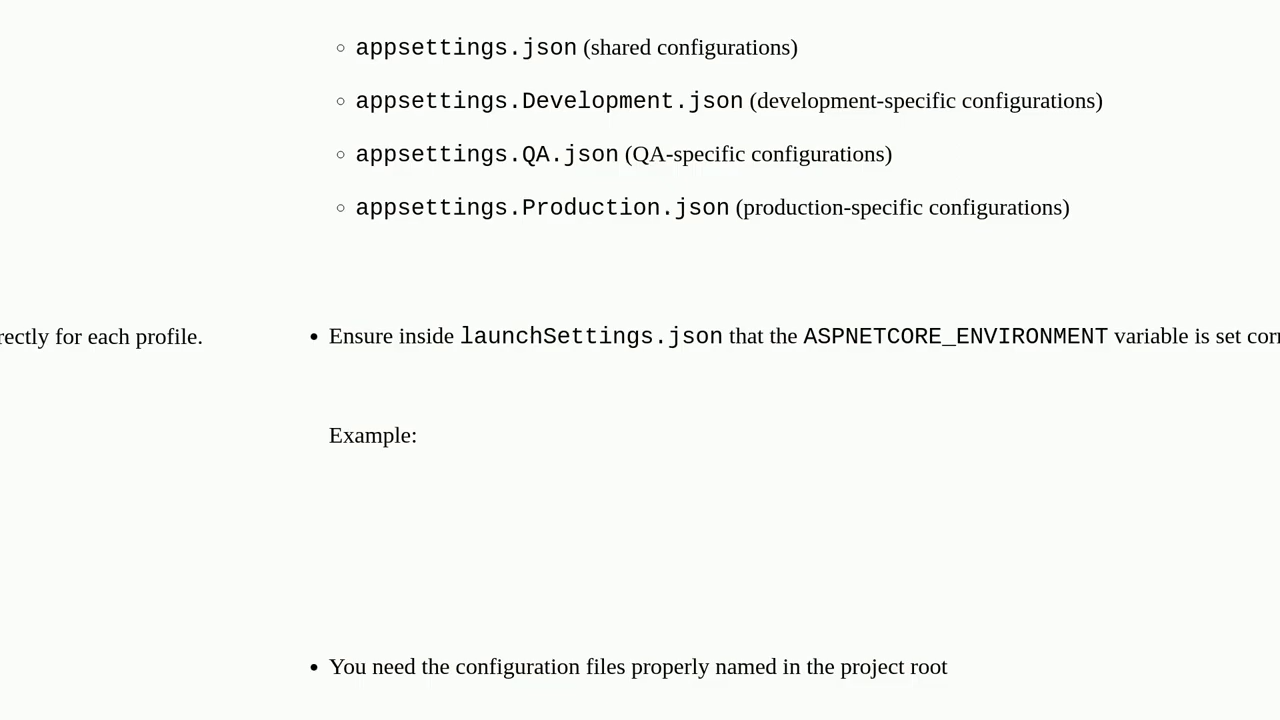 appsettings.json (shared configurations)
appsettings.Development.json (development-specific configurations)
appsettings.QA.json (QA-specific configurations)
appsettings.Production.json (production-specific configurations)
rectly for each profile.
Ensure inside launchSettings.json that the ASPNETCORE_ENVIRONMENT variable is set corr
Example:
You need the configuration files properly named in the project root